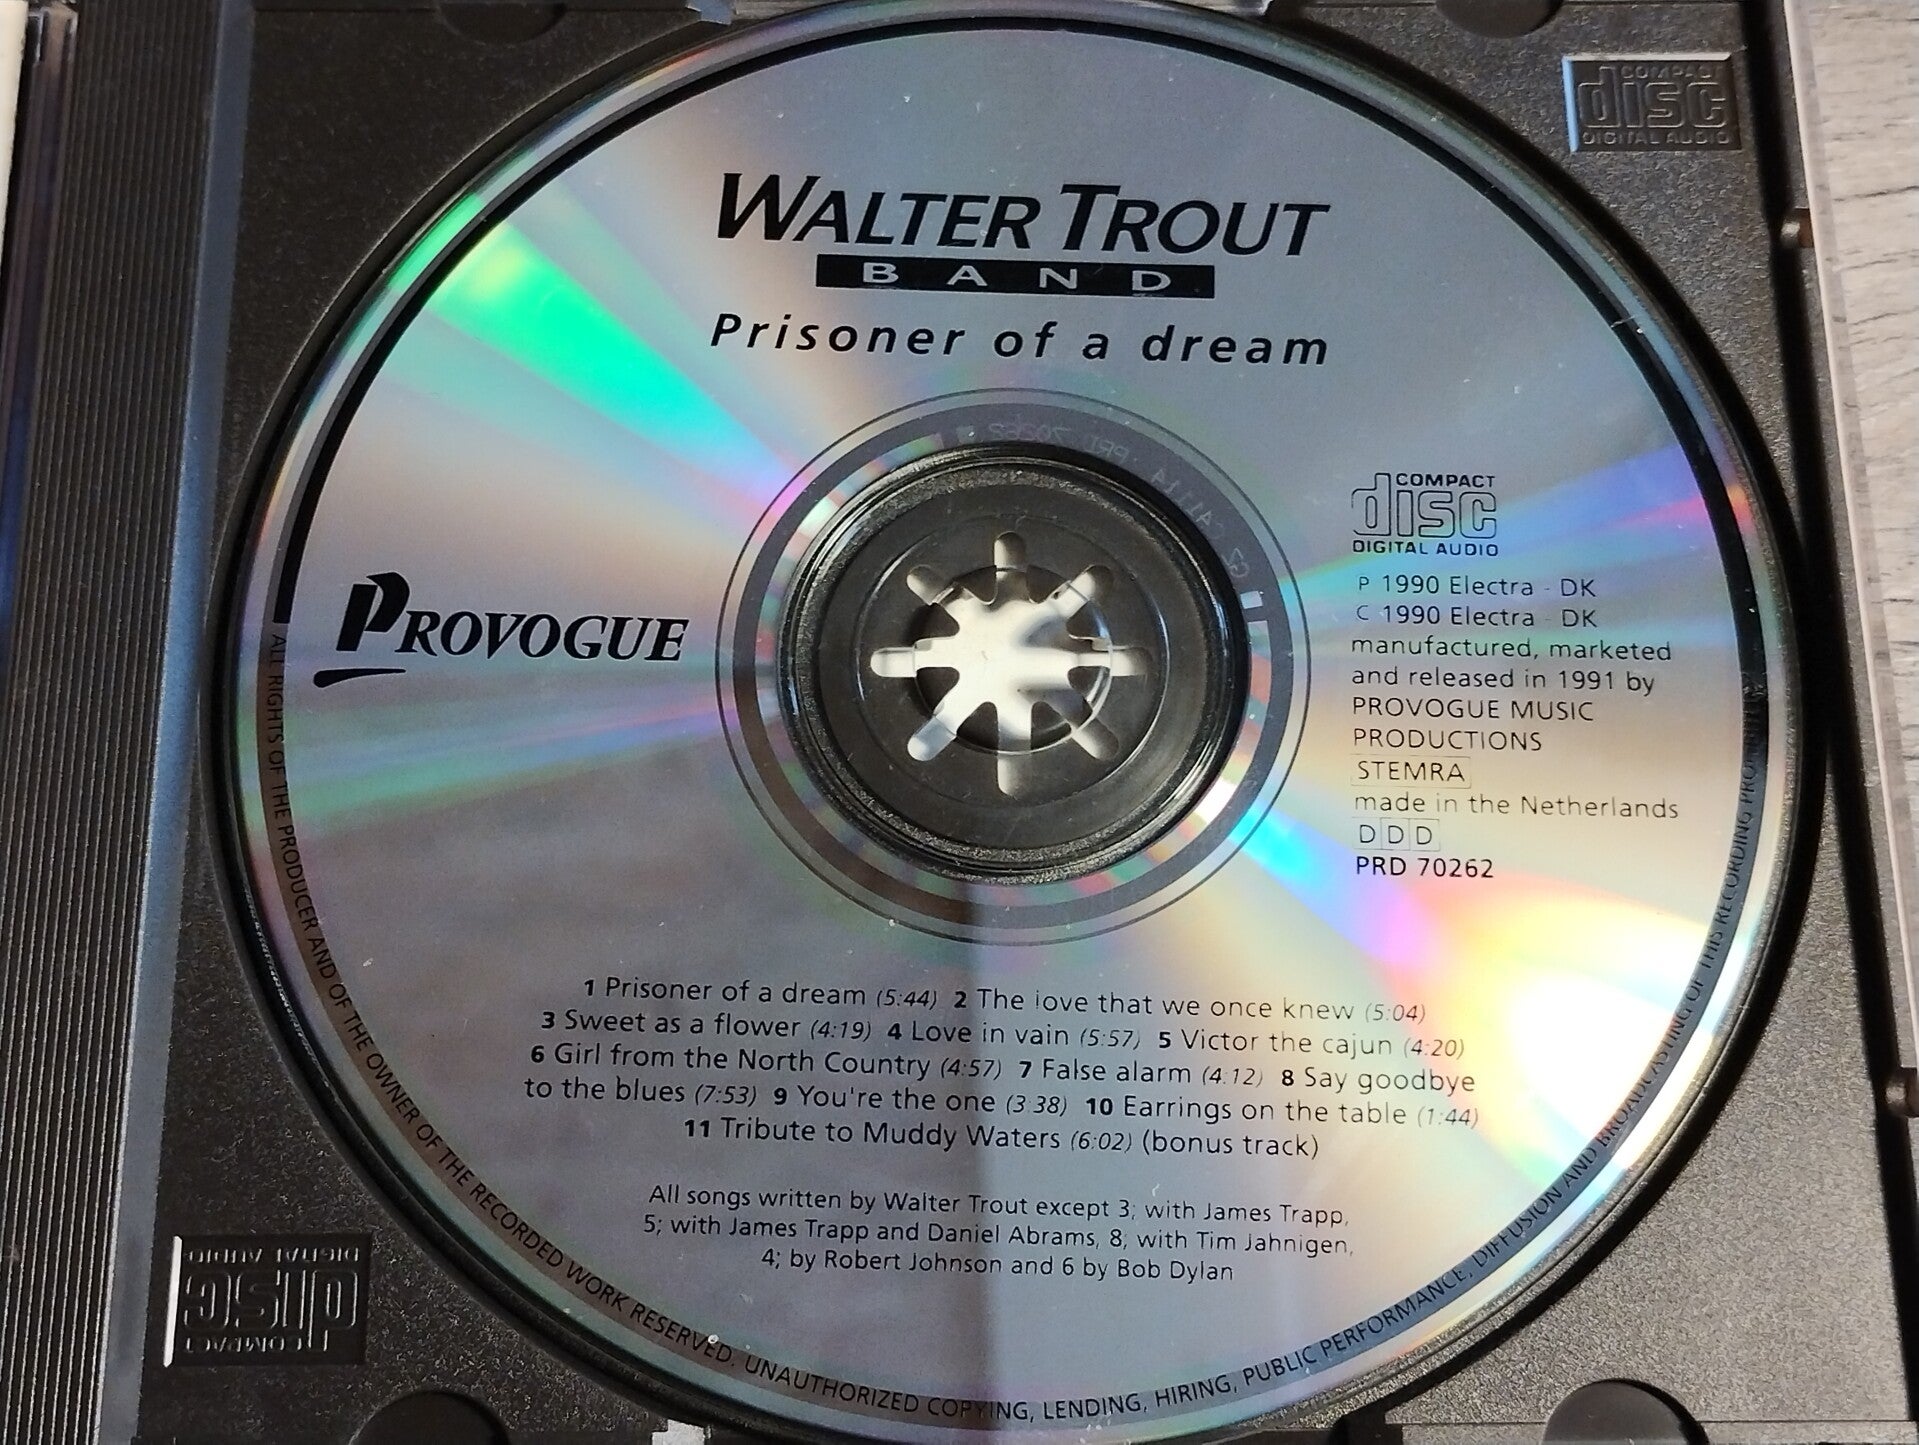 COMPACT
disc
DIGITAL AUDIO
WALTER TROUT
BAND
Prisoner of a dream
PROVOGUE
COMPACT
disc
DIGITAL AUDIO
P 1990 Electra - DK
C 1990 Electra - DK
manufactured, marketed
and released in 1991 by
PROVOGUE MUSIC
PRODUCTIONS
STEMRA
made in the Netherlands
DDD
PRD 70262
1 Prisoner of a dream (5:44) 2 The love that we once knew (5:04)
3 Sweet as a flower (4:19) 4 Love in vain (5:57) 5 Victor the cajun (4:20)
6 Girl from the North Country (4:57) 7 False alarm (4:12) 8 Say goodbye
to the blues (7:53) 9 You're the one (3:38) 10 Earrings on the table (1:44)
11 Tribute to Muddy Waters (6:02) (bonus track)
All songs written by Walter Trout except 3; with James Trapp,
5; with James Trapp and Daniel Abrams, 8; with Tim Jahnigen,
4; by Robert Johnson and 6 by Bob Dylan
ALL RIGHTS OF THE PRODUCER AND OF THE OWNER OF THE RECORDED WORK RESERVED. UNAUTHORIZED COPYING, LENDING, HIRING, PUBLIC PERFORMANCE, DIFFUSION AND BROADCASTING OF THIS RECORDING
COMPACT
disc
DIGITAL AUDIO